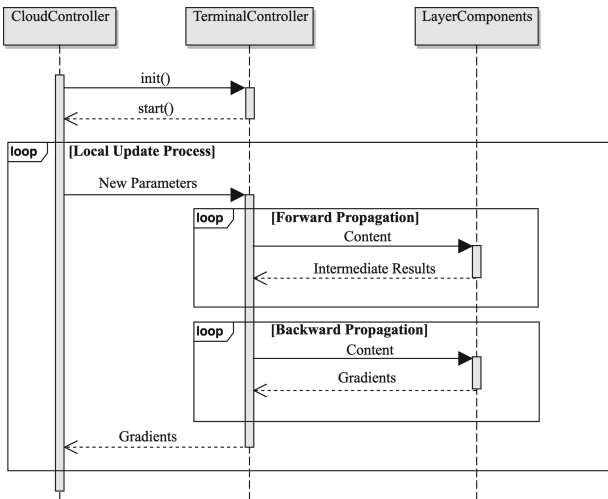 CloudController
TerminalController
LayerComponents
init()
start()
loop
[Local Update Process]
New Parameters
loop
[Forward Propagation]
Content
Intermediate Results
loop
[Backward Propagation]
Content
Gradients
Gradients